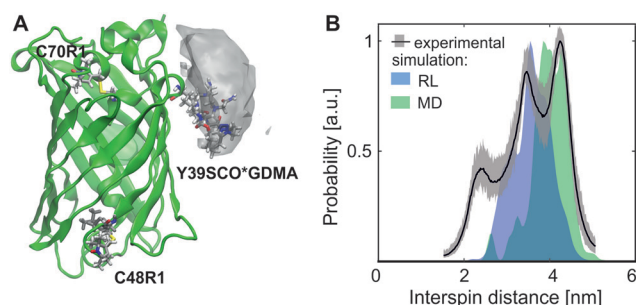 A
C70R1
Y39SCO*GDMA
C48R1
B
experimental
simulation:
RL
MD
Probability [a.u.]
1
0.5
0 2 4 6
Interspin distance [nm]